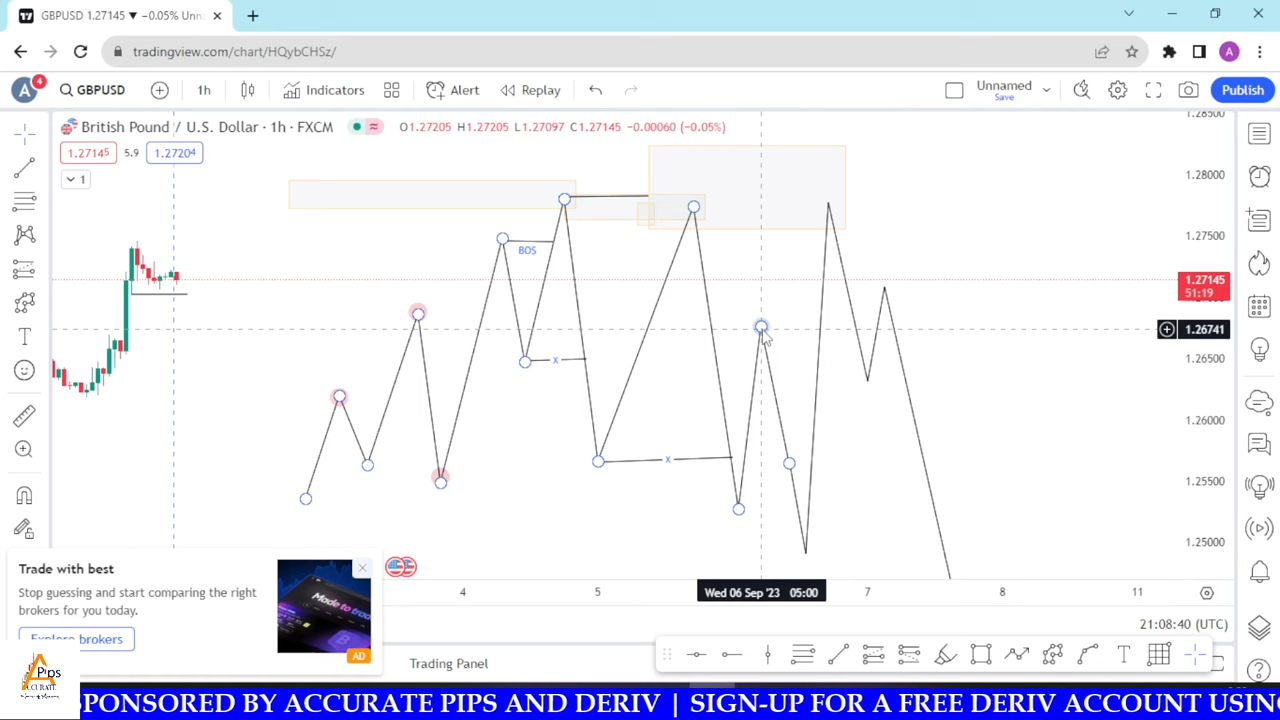 GBPUSD 1.27145 ▼ −0.05% Unn
tradingview.com/chart/HQybCHSz/
A
A
4
GBPUSD
1h
Indicators
Alert
Replay
Unnamed
Save
Publish
British Pound / U.S. Dollar · 1h · FXCM
O1.27205 H1.27205 L1.27097 C1.27145 −0.00060 (−0.05%)
1.27145
5.9
1.27204
1
BOS
X
X
1.28500
1.28000
1.27500
1.27145
51:19
1.26741
1.26500
1.26000
1.25500
1.25000
Trade with best
Stop guessing and start comparing the right
brokers for you today.
Explore brokers
AD
4
5
Wed 06 Sep '23 05:00
7
8
11
21:08:40 (UTC)
Trading Panel
Pips
ACCURATE
PONSORED BY ACCURATE PIPS AND DERIV | SIGN-UP FOR A FREE DERIV ACCOUNT USING